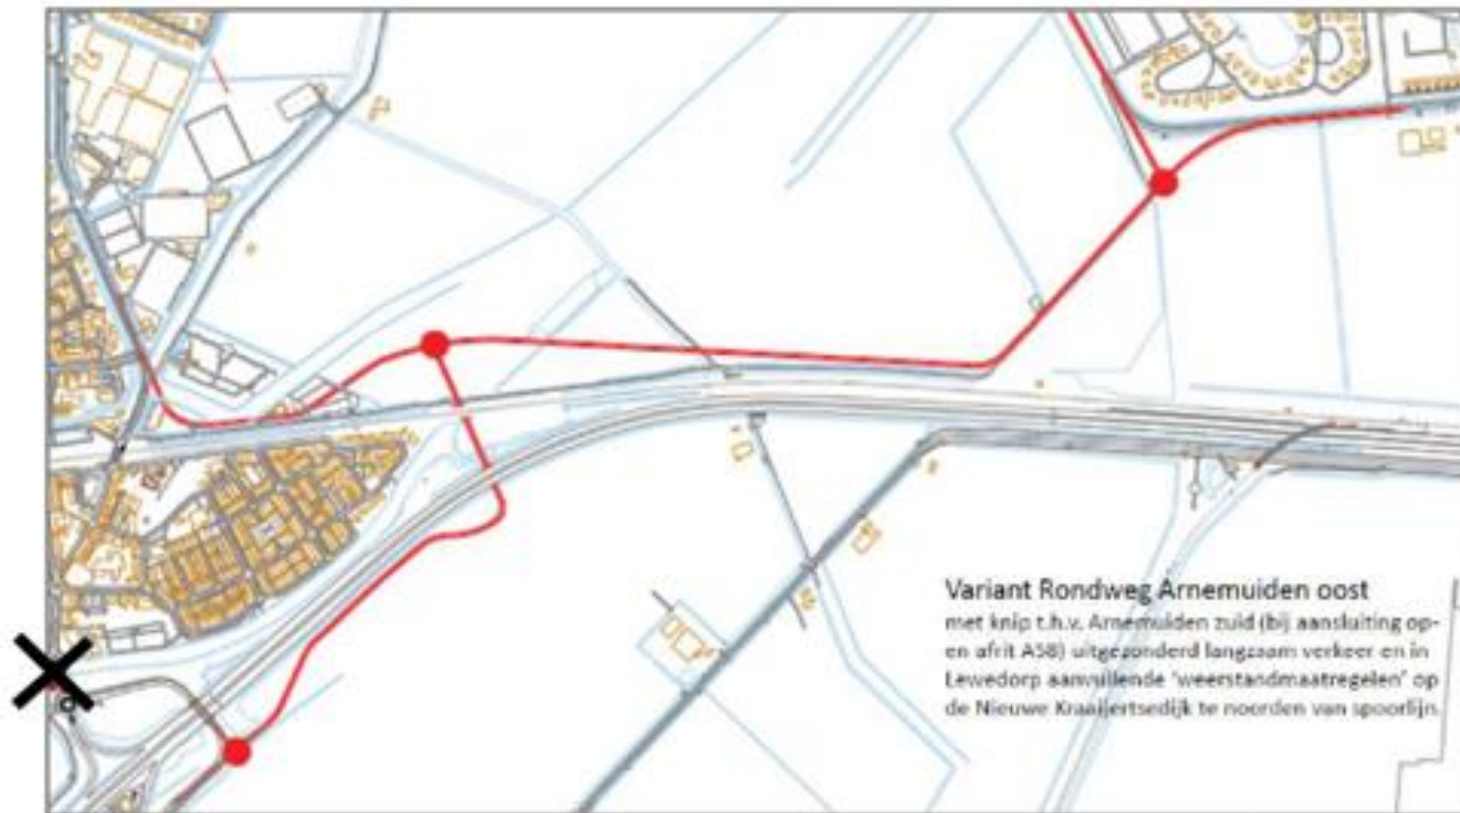 Variant Rondweg Arnemuiden oost
met knip t.h.v. Arnemuiden zuid (bij aansluiting op-
en afrit A58) uitgezonderd langzaam verkeer en in
Lewedorp aanvullende 'weerstandmaatregelen' op
de Nieuwe Kraaijertsedijk te noorden van spoorlijn.